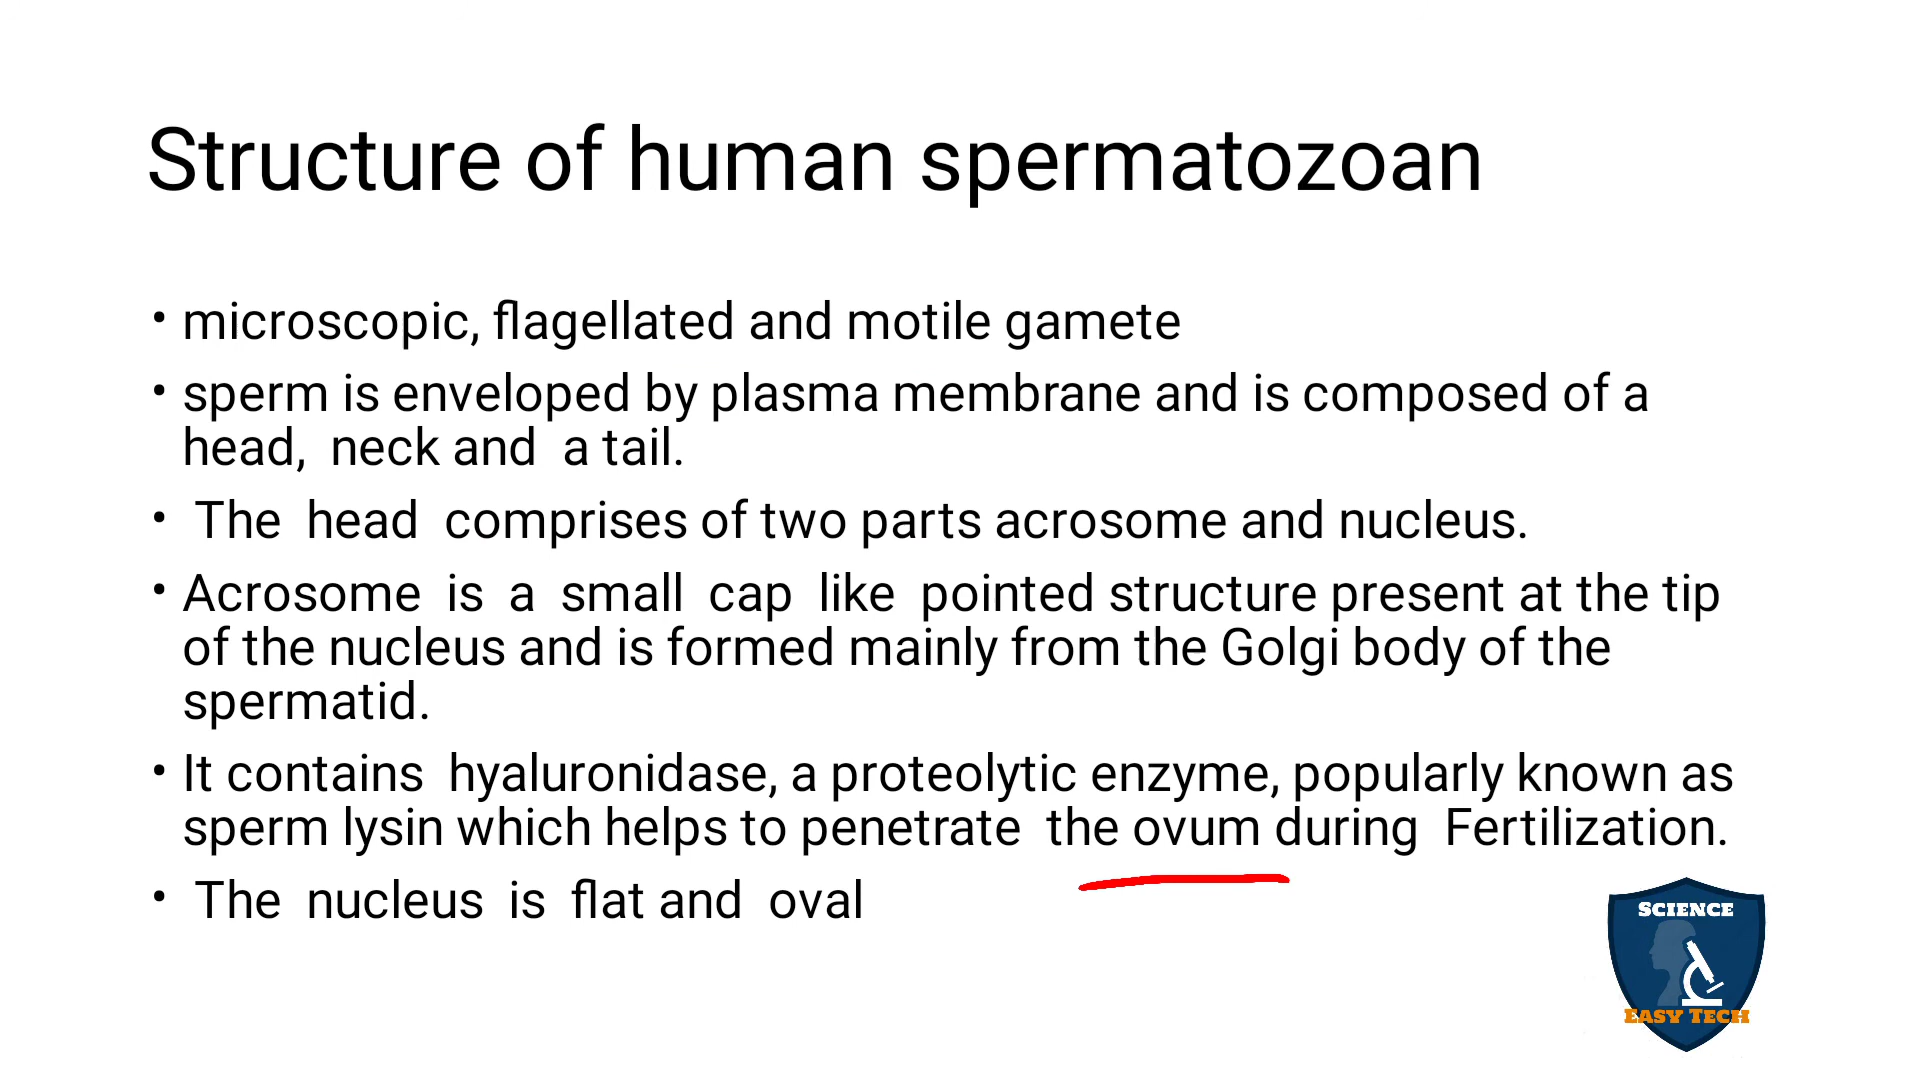 Structure of human spermatozoan
• microscopic, flagellated and motile gamete
• sperm is enveloped by plasma membrane and is composed of a
head, neck and a tail.
• The head comprises of two parts acrosome and nucleus.
• Acrosome is a small cap like pointed structure present at the tip
of the nucleus and is formed mainly from the Golgi body of the
spermatid.
• It contains hyaluronidase, a proteolytic enzyme, popularly known as
sperm lysin which helps to penetrate the ovum during Fertilization.
• The nucleus is flat and oval
SCIENCE
EASY TECH